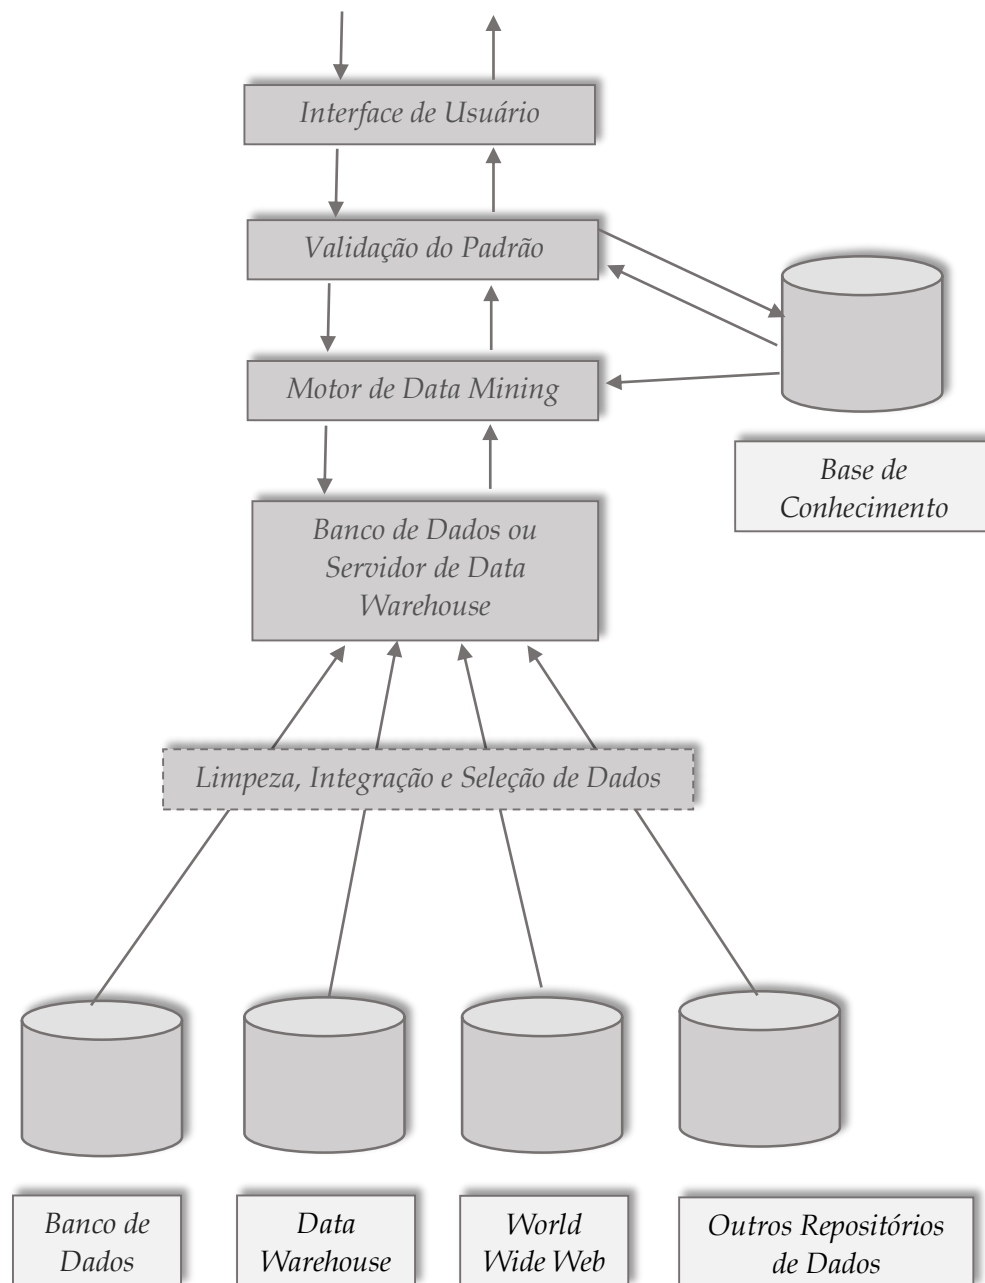 Interface de Usuário
Validação do Padrão
Motor de Data Mining
Base de
Conhecimento
Banco de Dados ou
Servidor de Data
Warehouse
Limpeza, Integração e Seleção de Dados
Banco de
Dados
Data
Warehouse
World
Wide Web
Outros Repositórios
de Dados